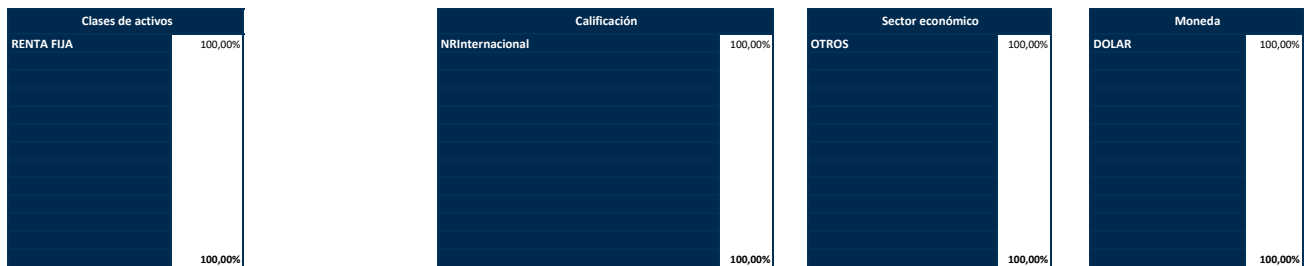 Clases de activos
RENTA FIJA 100,00%
100,00%
Calificación
NRInternacional 100,00%
100,00%
Sector económico
OTROS 100,00%
100,00%
Moneda
DOLAR 100,00%
100,00%